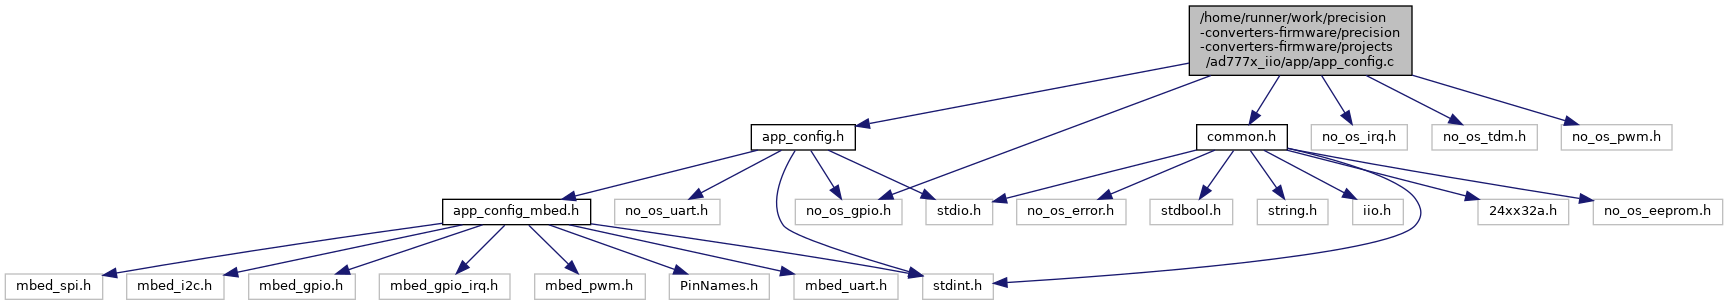 /home/runner/work/precision
-converters-firmware/precision
-converters-firmware/projects
/ad777x_iio/app/app_config.c
app_config.h
common.h
no_os_irq.h
no_os_tdm.h
no_os_pwm.h
app_config_mbed.h
no_os_uart.h
no_os_gpio.h
stdio.h
no_os_error.h
stdbool.h
string.h
iio.h
24xx32a.h
no_os_eeprom.h
mbed_spi.h
mbed_i2c.h
mbed_gpio.h
mbed_gpio_irq.h
mbed_pwm.h
PinNames.h
mbed_uart.h
stdint.h